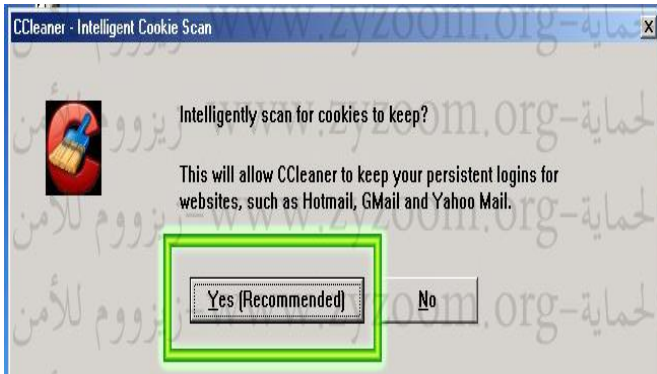 CCleaner - Intelligent Cookie Scan
Intelligently scan for cookies to keep?
This will allow CCleaner to keep your persistent logins for
websites, such as Hotmail, GMail and Yahoo Mail.
Yes (Recommended)
No
زيزووم للأمن
والحماية-www.zyzoom.org